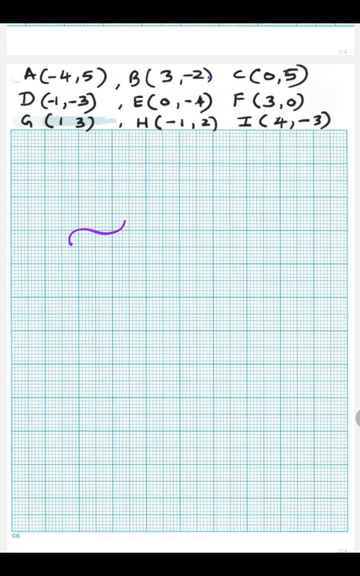 A(-4,5) , B(3,-2), C(0,5)
D(-1,-3) , E(0,-4) F(3,0)
G (1 3) , H(-1,2) I(4,-3)